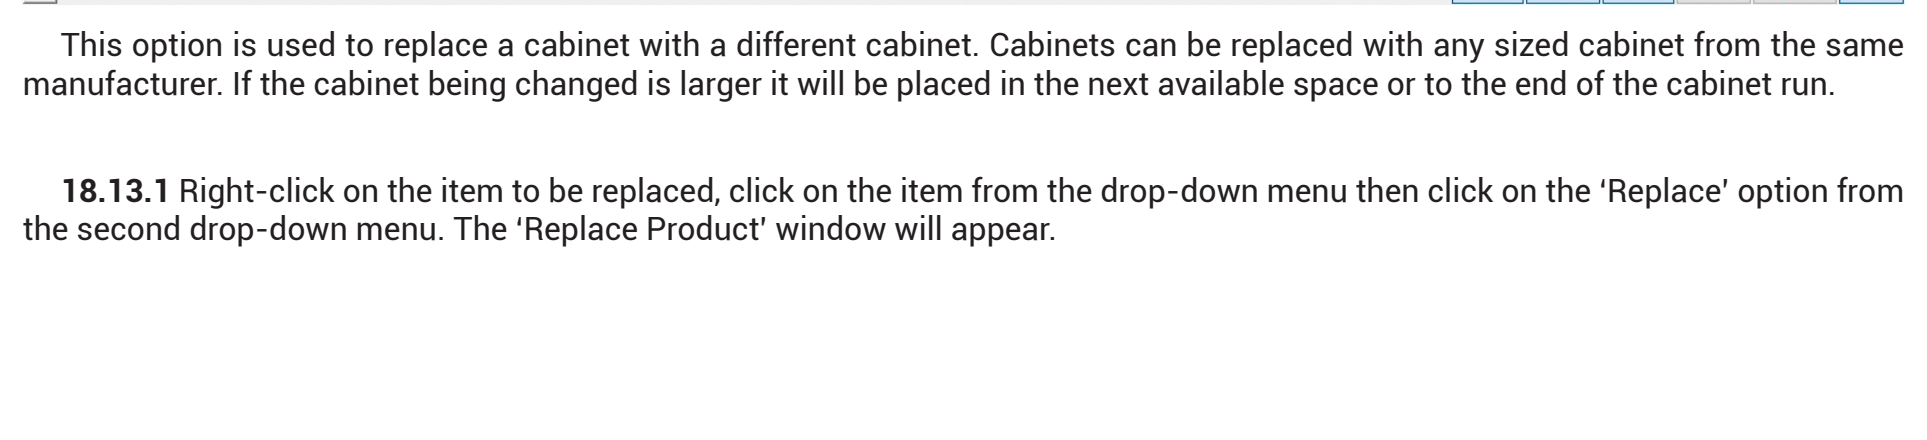 This option is used to replace a cabinet with a different cabinet. Cabinets can be replaced with any sized cabinet from the same
manufacturer. If the cabinet being changed is larger it will be placed in the next available space or to the end of the cabinet run.
18.13.1 Right-click on the item to be replaced, click on the item from the drop-down menu then click on the ‘Replace’ option from
the second drop-down menu. The ‘Replace Product’ window will appear.